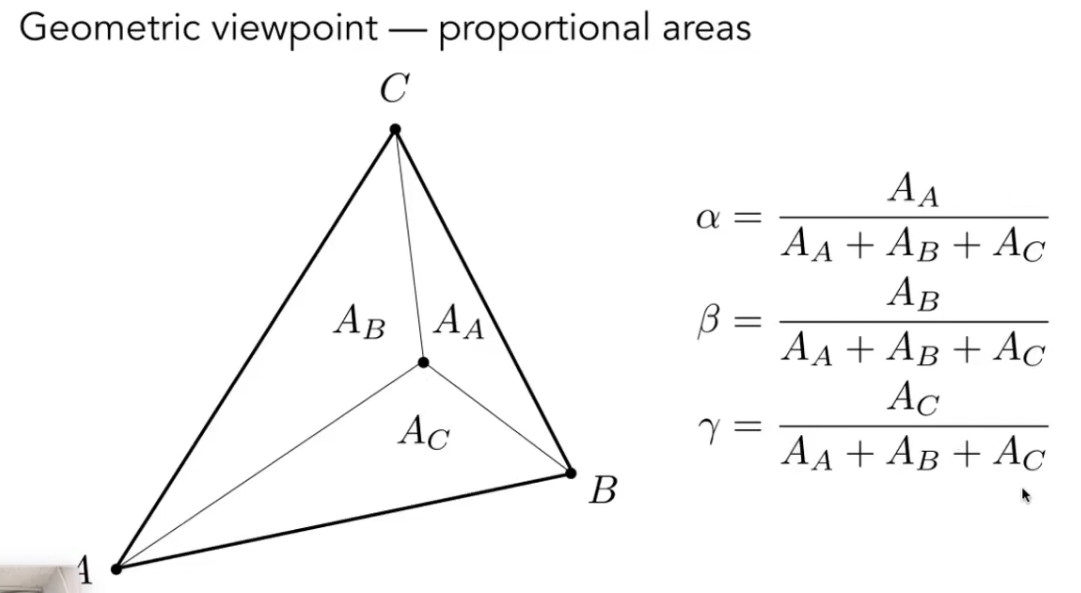 Geometric viewpoint — proportional areas
C
A_B A_A
A_C
B
A
α = A_A / (A_A + A_B + A_C)
β = A_B / (A_A + A_B + A_C)
γ = A_C / (A_A + A_B + A_C)